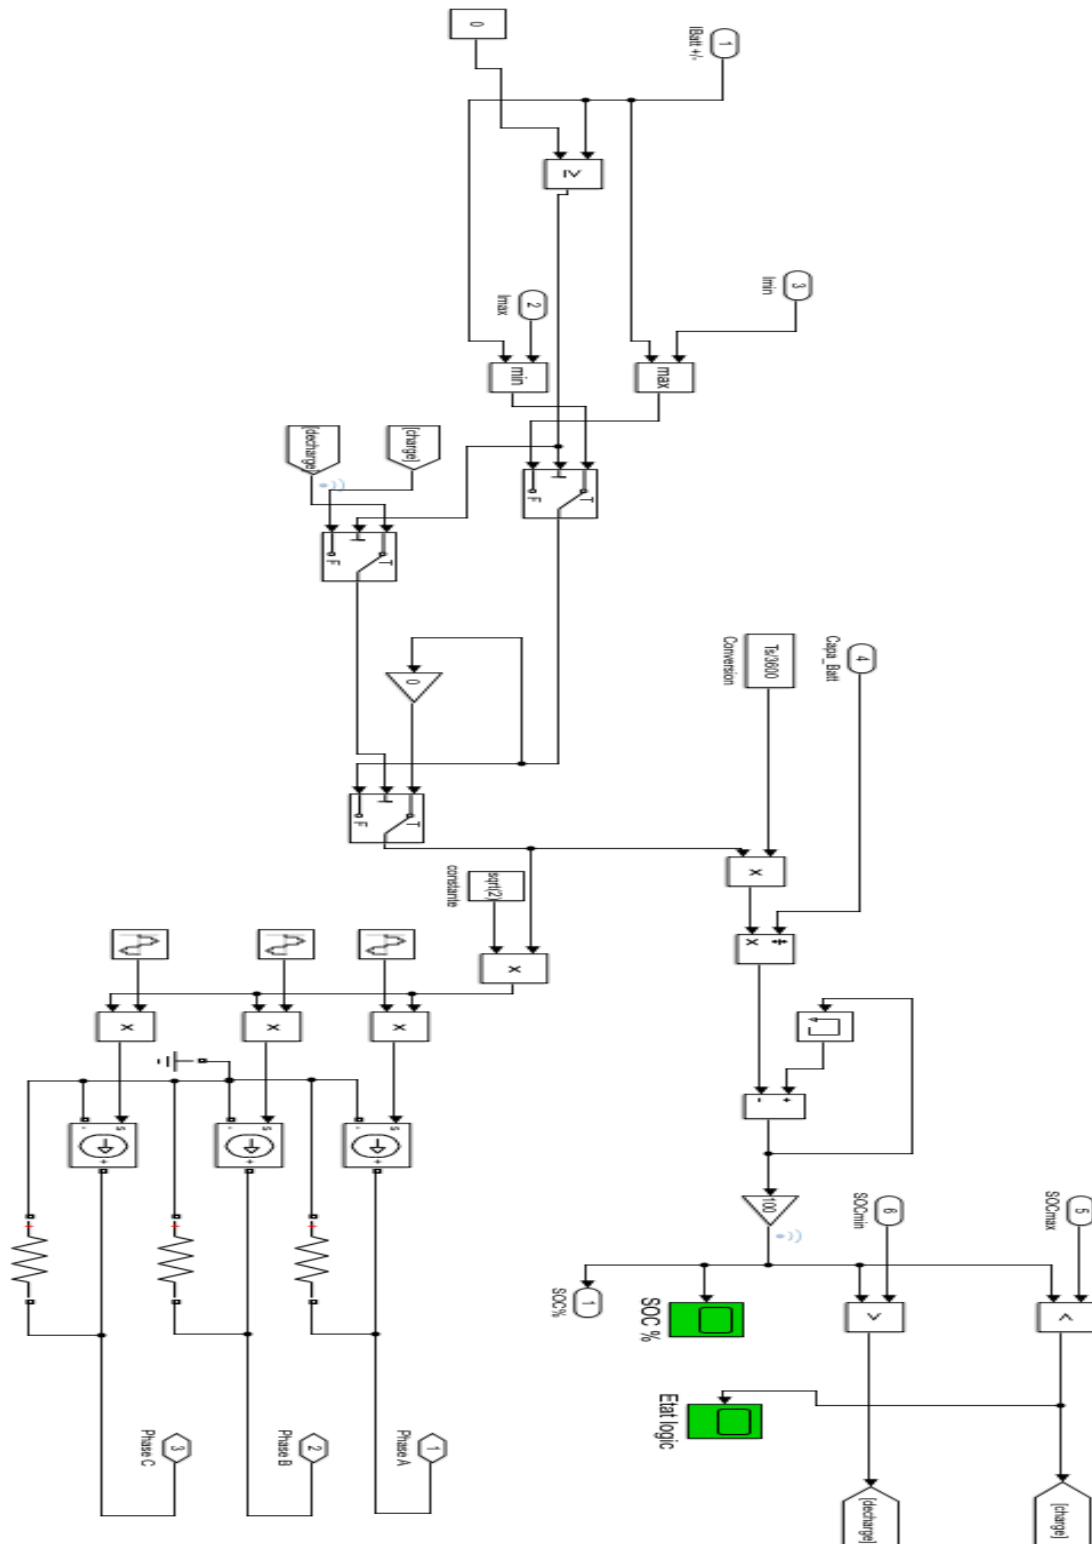 5
SOCmax
>
[charge]
6
SOCmin
<
[decharge]
4
Capa_Batt
3
Imin
Ts/3600
Conversion
×
÷
×
+
-
100
1
IBatt +/-
max
SOC %
Etat logic
1
SOC%
>=
2
Imax
min
T
F
0
sqrt(2)
constante
×
[charge]
0
T
F
[decharge]
T
F
×
s
-
+
1
Phase A
×
s
-
+
2
Phase B
×
s
-
+
3
Phase C